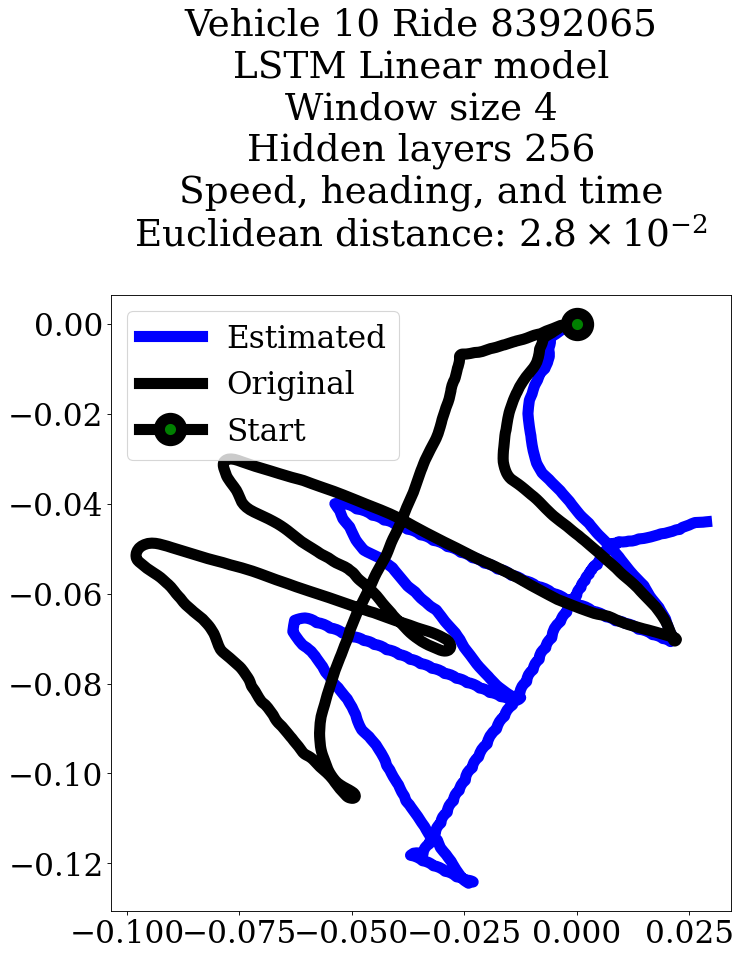 Vehicle 10 Ride 8392065
LSTM Linear model
Window size 4
Hidden layers 256
Speed, heading, and time
Euclidean distance: 2.8 × 10⁻²
Estimated
Original
Start
0.00
−0.02
−0.04
−0.06
−0.08
−0.10
−0.12
−0.100 −0.075 −0.050 −0.025 0.000 0.025